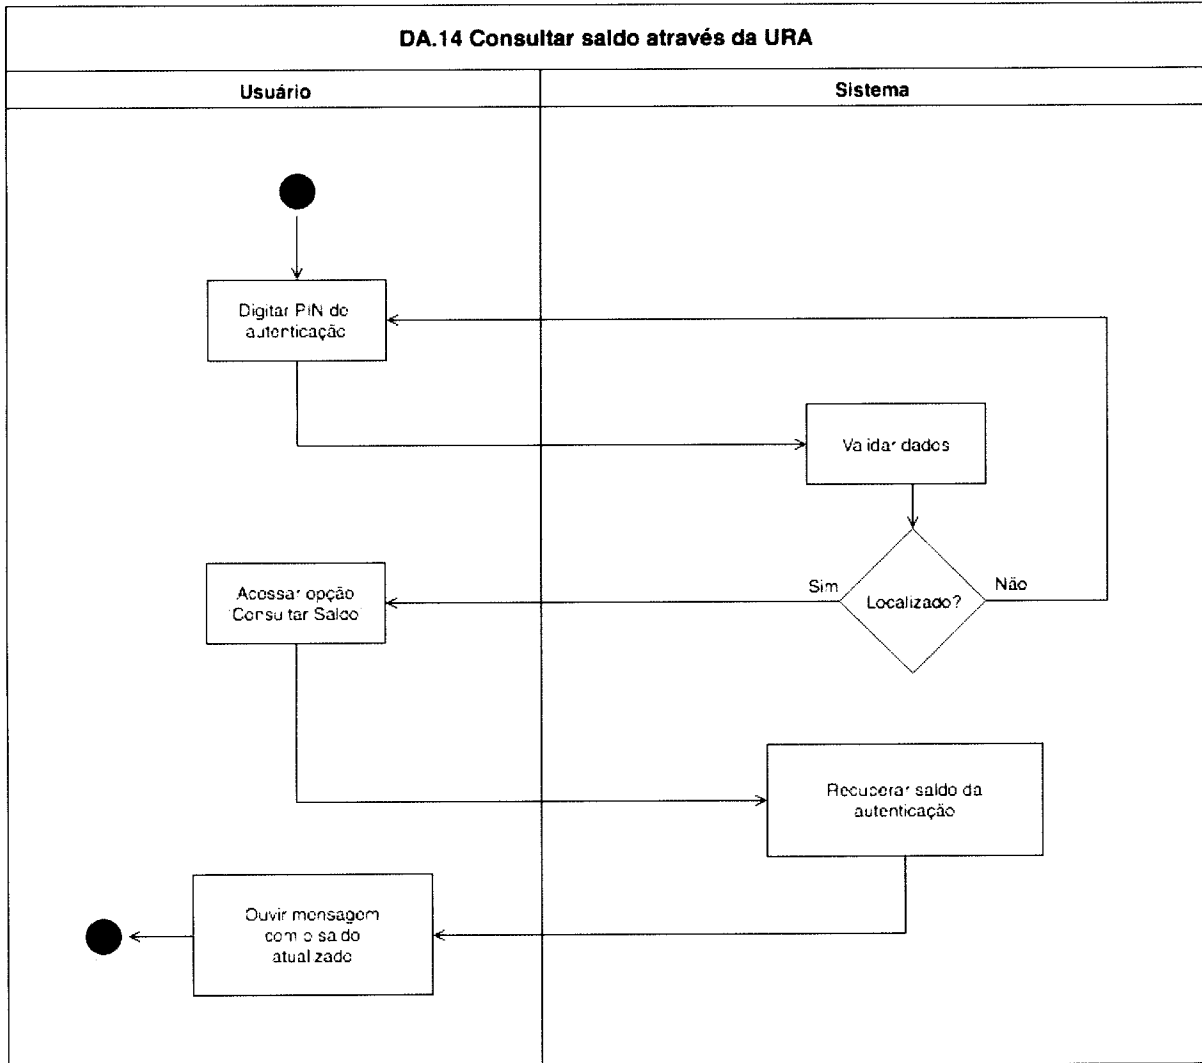 DA.14 Consultar saldo através da URA
Usuário
Sistema
Digitar PIN de
autenticação
Validar dados
Localizado?
Sim
Não
Acessar opção
"Consultar Saldo"
Recuperar saldo da
autenticação
Ouvir mensagem
com o saldo
atualizado